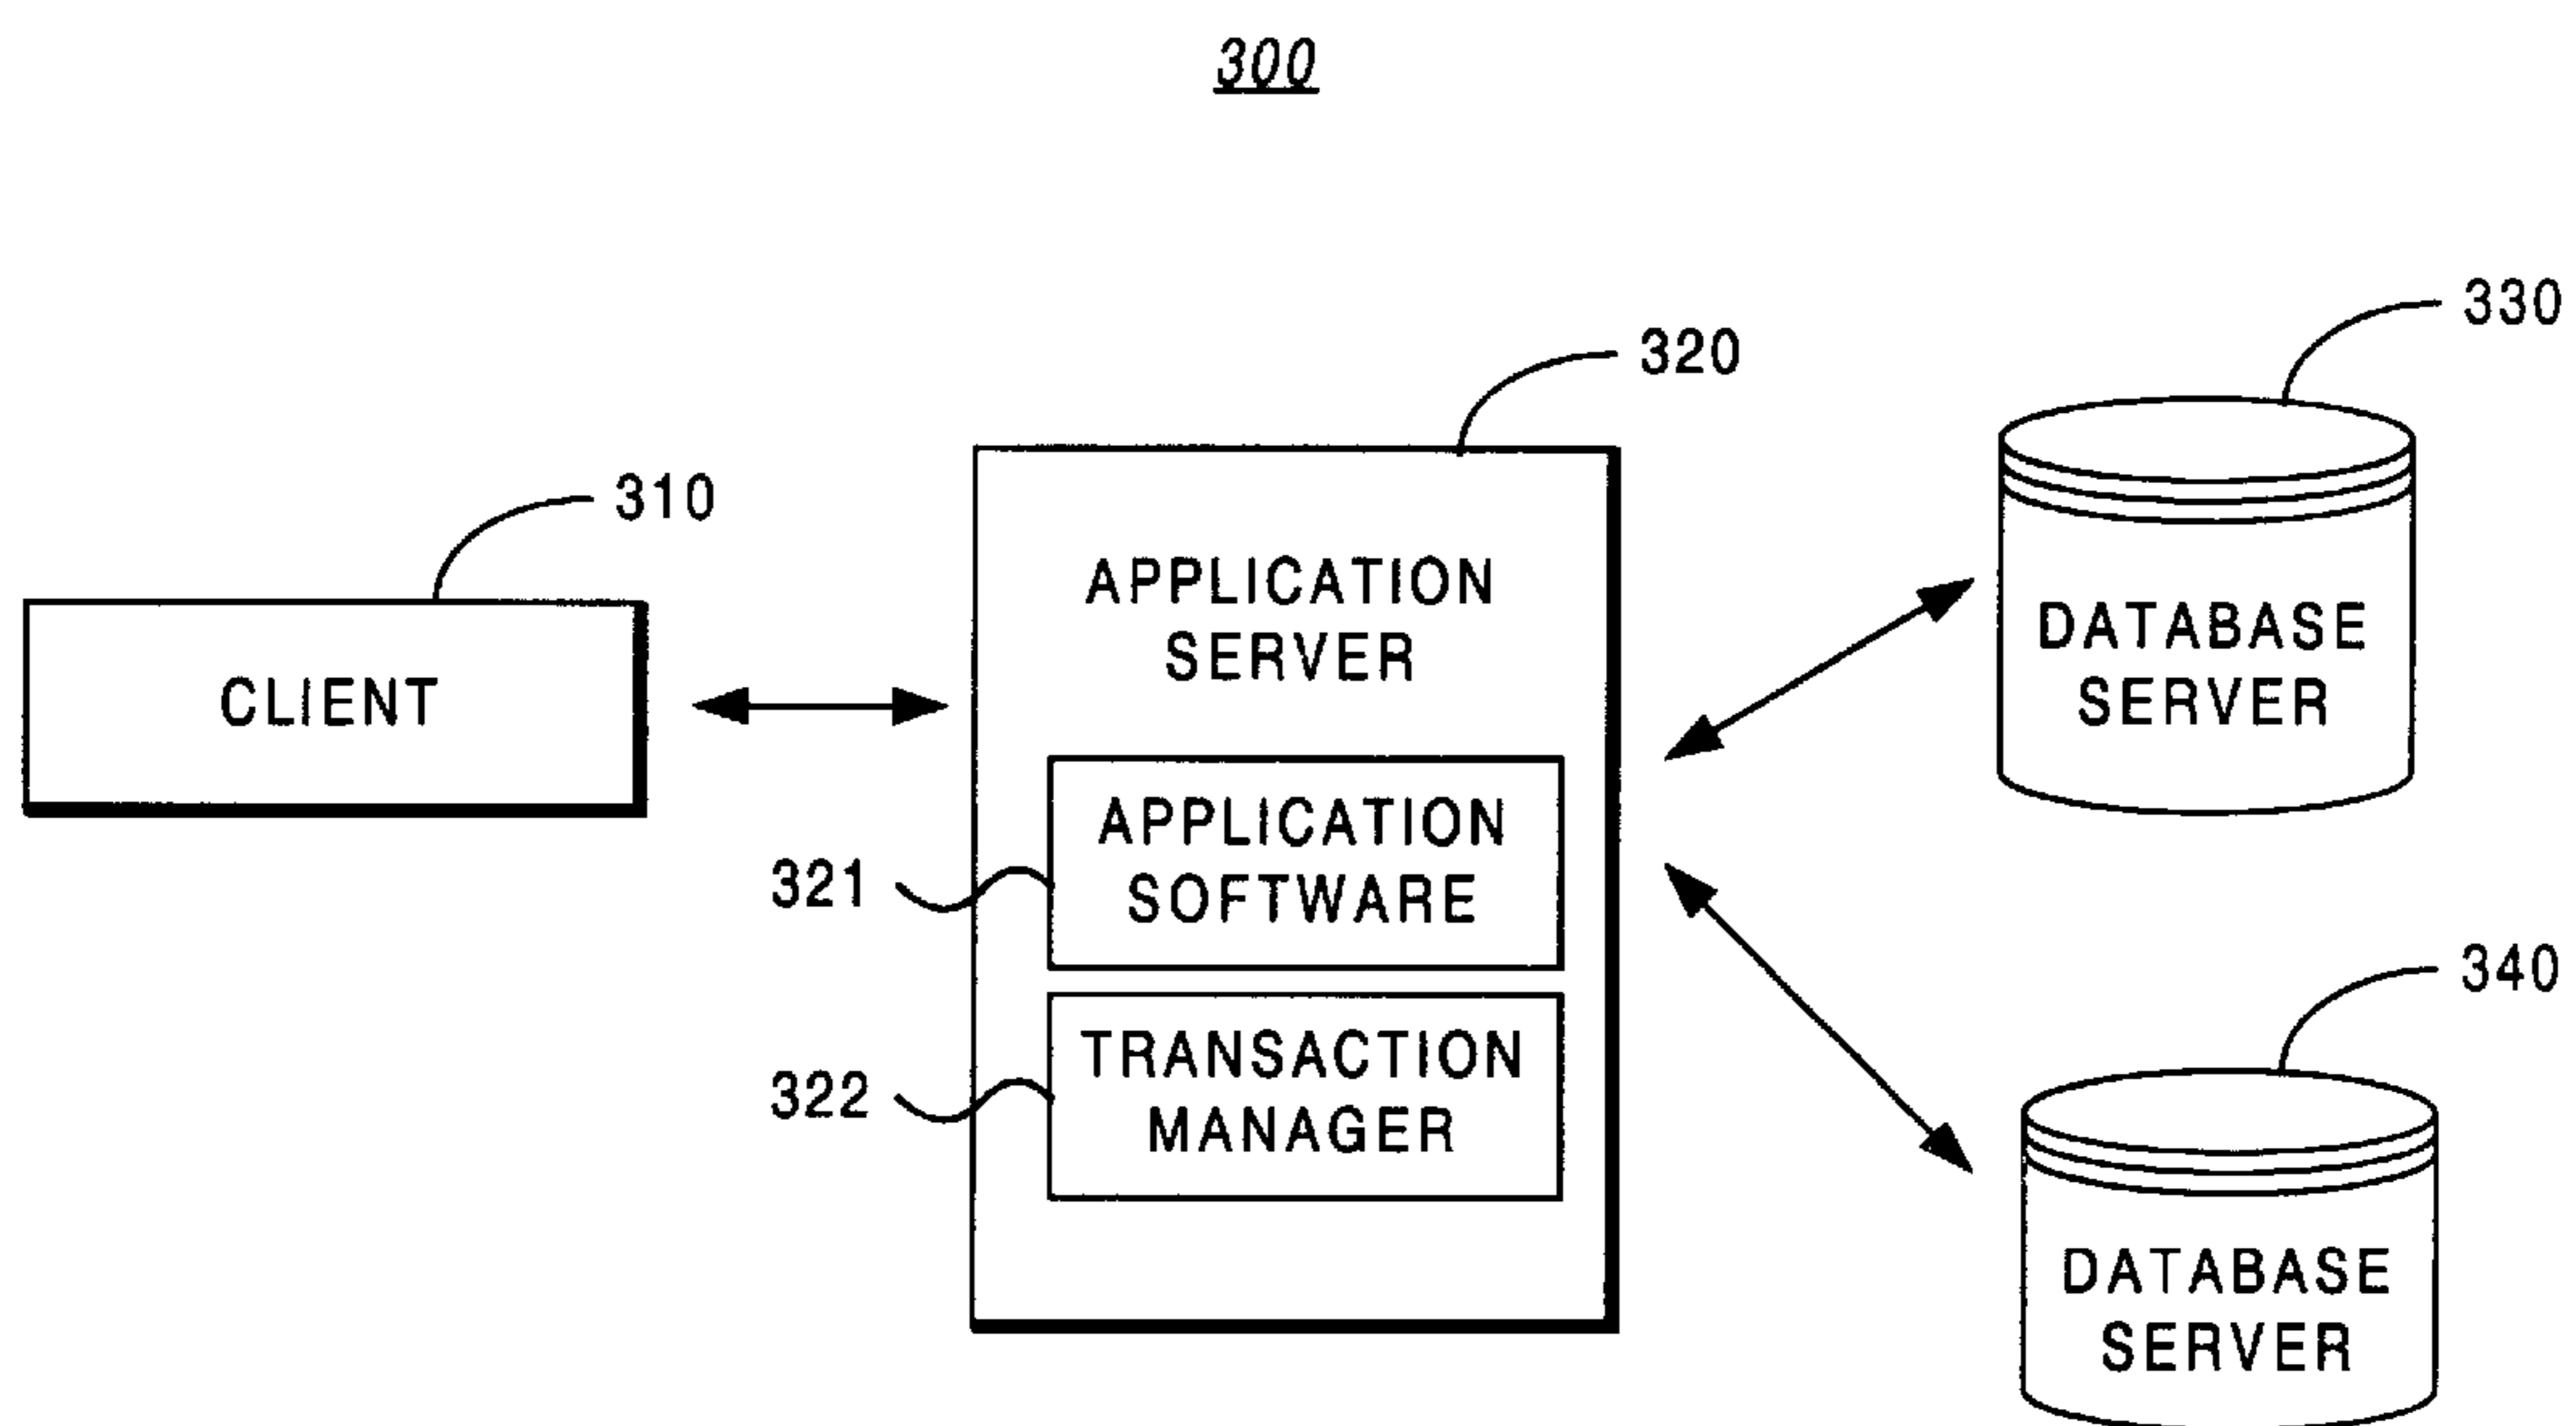 300
330
320
310
APPLICATION
SERVER
DATABASE
SERVER
CLIENT
APPLICATION
SOFTWARE
321
340
TRANSACTION
MANAGER
322
DATABASE
SERVER